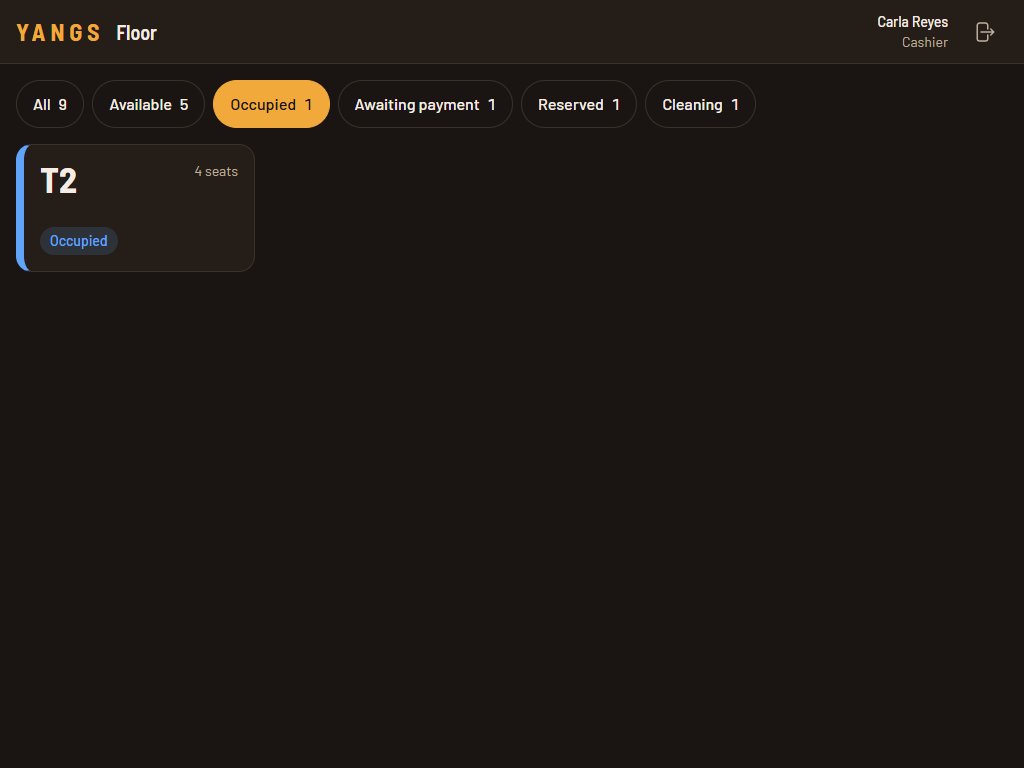 YANGS Floor
Carla Reyes
Cashier
All 9 Available 5 Occupied 1 Awaiting payment 1 Reserved 1 Cleaning 1
T2 4 seats
Occupied